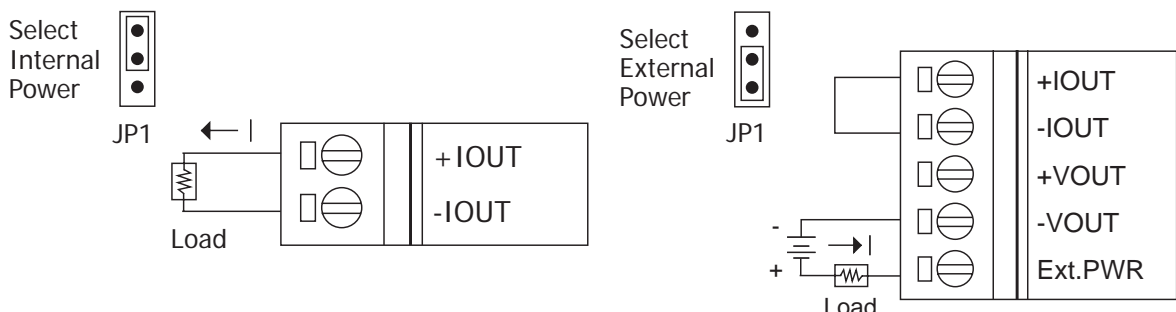 Select
Internal
Power
JP1
I
+IOUT
-IOUT
Load
Select
External
Power
JP1
+IOUT
-IOUT
+VOUT
-VOUT
Ext.PWR
-
I
+
Load